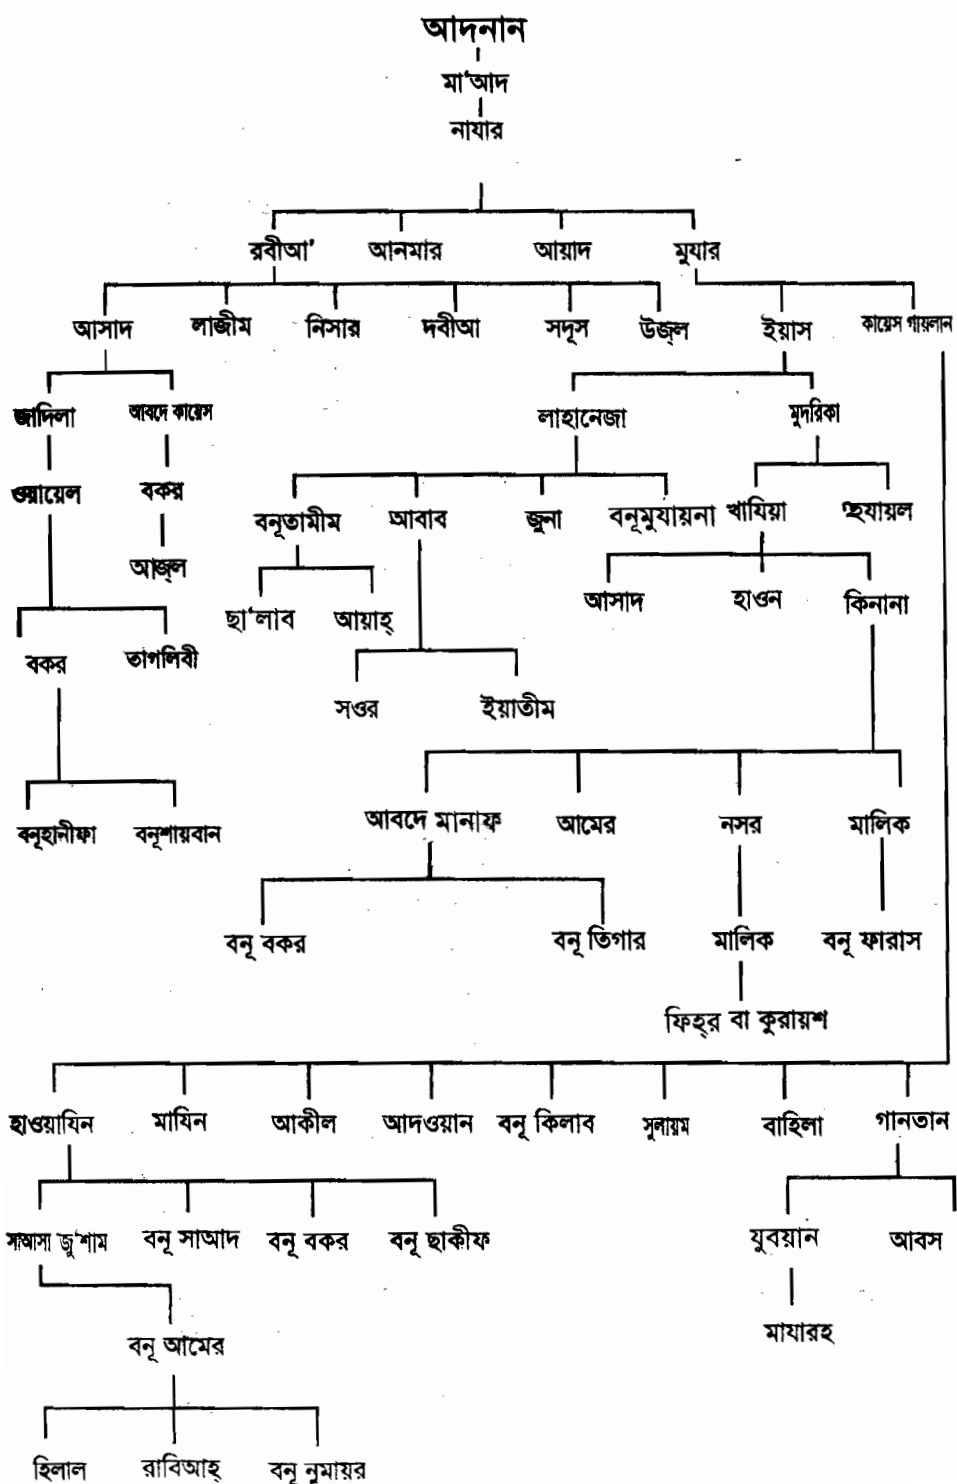 আদনান
মা'আদ
নাযার
রবীআ' আনমার আয়াদ মুযার
আসাদ লাজীম নিসার দবীআ সদূস উজ্‌ল ইয়াস কায়েস গায়লান
জাদিলা আবদে কায়েস লাহানেজা মুদরিকা
ওয়ায়েল বকর বনূতামীম আবাব জুনা বনূমুযায়না খাযিয়া হুযায়ল
আজ্‌ল ছা'লাব আয়াহ্ আসাদ হাওন কিনানা
বকর তাগলিবী সওর ইয়াতীম
বনূহানীফা বনূশায়বান আবদে মানাফ আমের নসর মালিক
বনূ বকর বনূ তিগার মালিক বনূ ফারাস
ফিহ্‌র বা কুরায়শ
হাওয়াযিন মাযিন আকীল আদওয়ান বনূ কিলাব সুলায়ম বাহিলা গানতান
সাআসা জু'শাম বনূ সাআদ বনূ বকর বনূ ছাকীফ যুবয়ান আবস
মাযারহ
বনূ আমের
হিলাল রাবিআহ্ বনূ নুমায়র